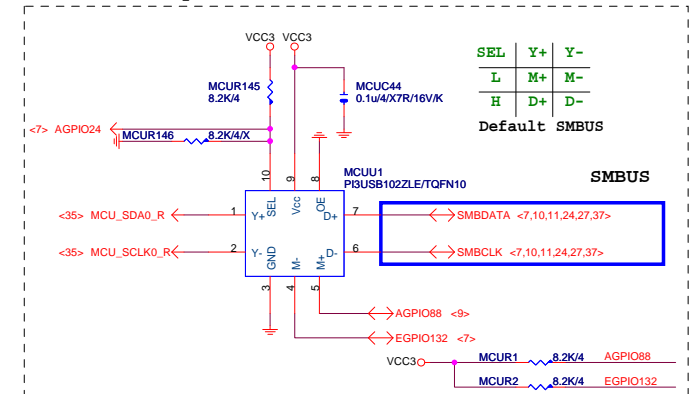 VCC3 VCC3
SEL Y+ Y-
L M+ M-
H D+ D-
Default SMBUS
MCUR145
8.2K/4
MCUC44
0.1u/4/X7R/16V/K
<7> AGPIO24
MCUR146 8.2K/4/X
MCUU1
PI3USB102ZLE/TQFN10
SMBUS
10 9 8
SEL Vcc OE
<35> MCU_SDA0_R 1 Y+ D+ 7 SMBDATA <7,10,11,24,27,37>
<35> MCU_SCLK0_R 2 Y- D- 6 SMBCLK <7,10,11,24,27,37>
GND M- M+
3 4 5
AGPIO88 <9>
EGPIO132 <7>
VCC3 MCUR1 8.2K/4 AGPIO88
MCUR2 8.2K/4 EGPIO132